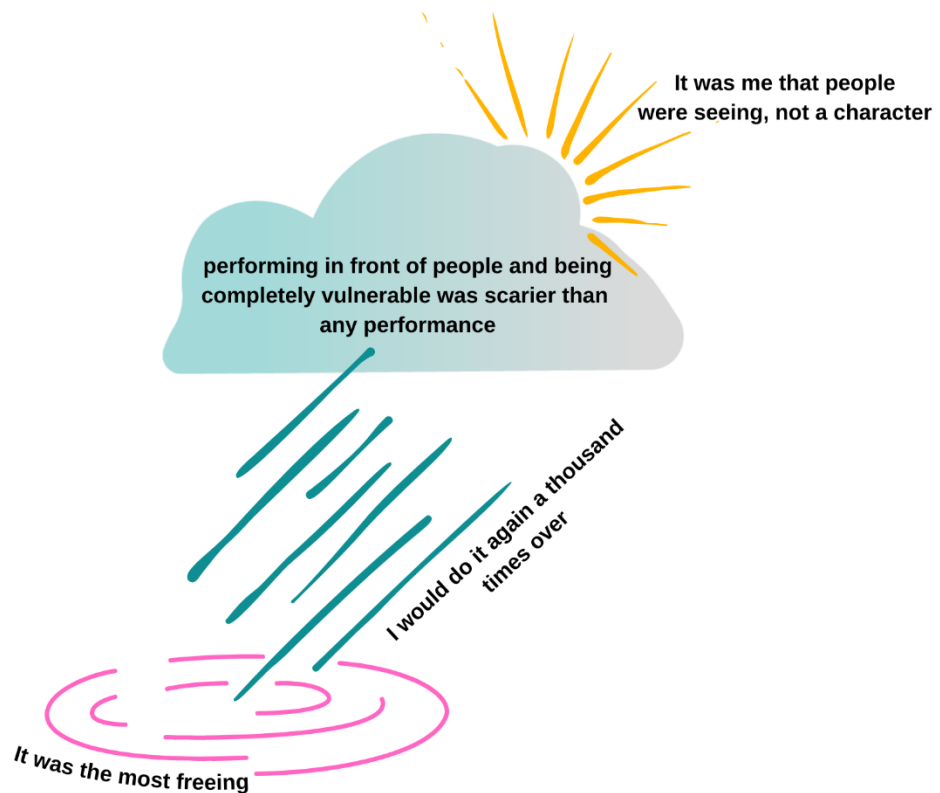 It was me that people
were seeing, not a character
performing in front of people and being
completely vulnerable was scarier than
any performance
I would do it again a thousand
times over
It was the most freeing